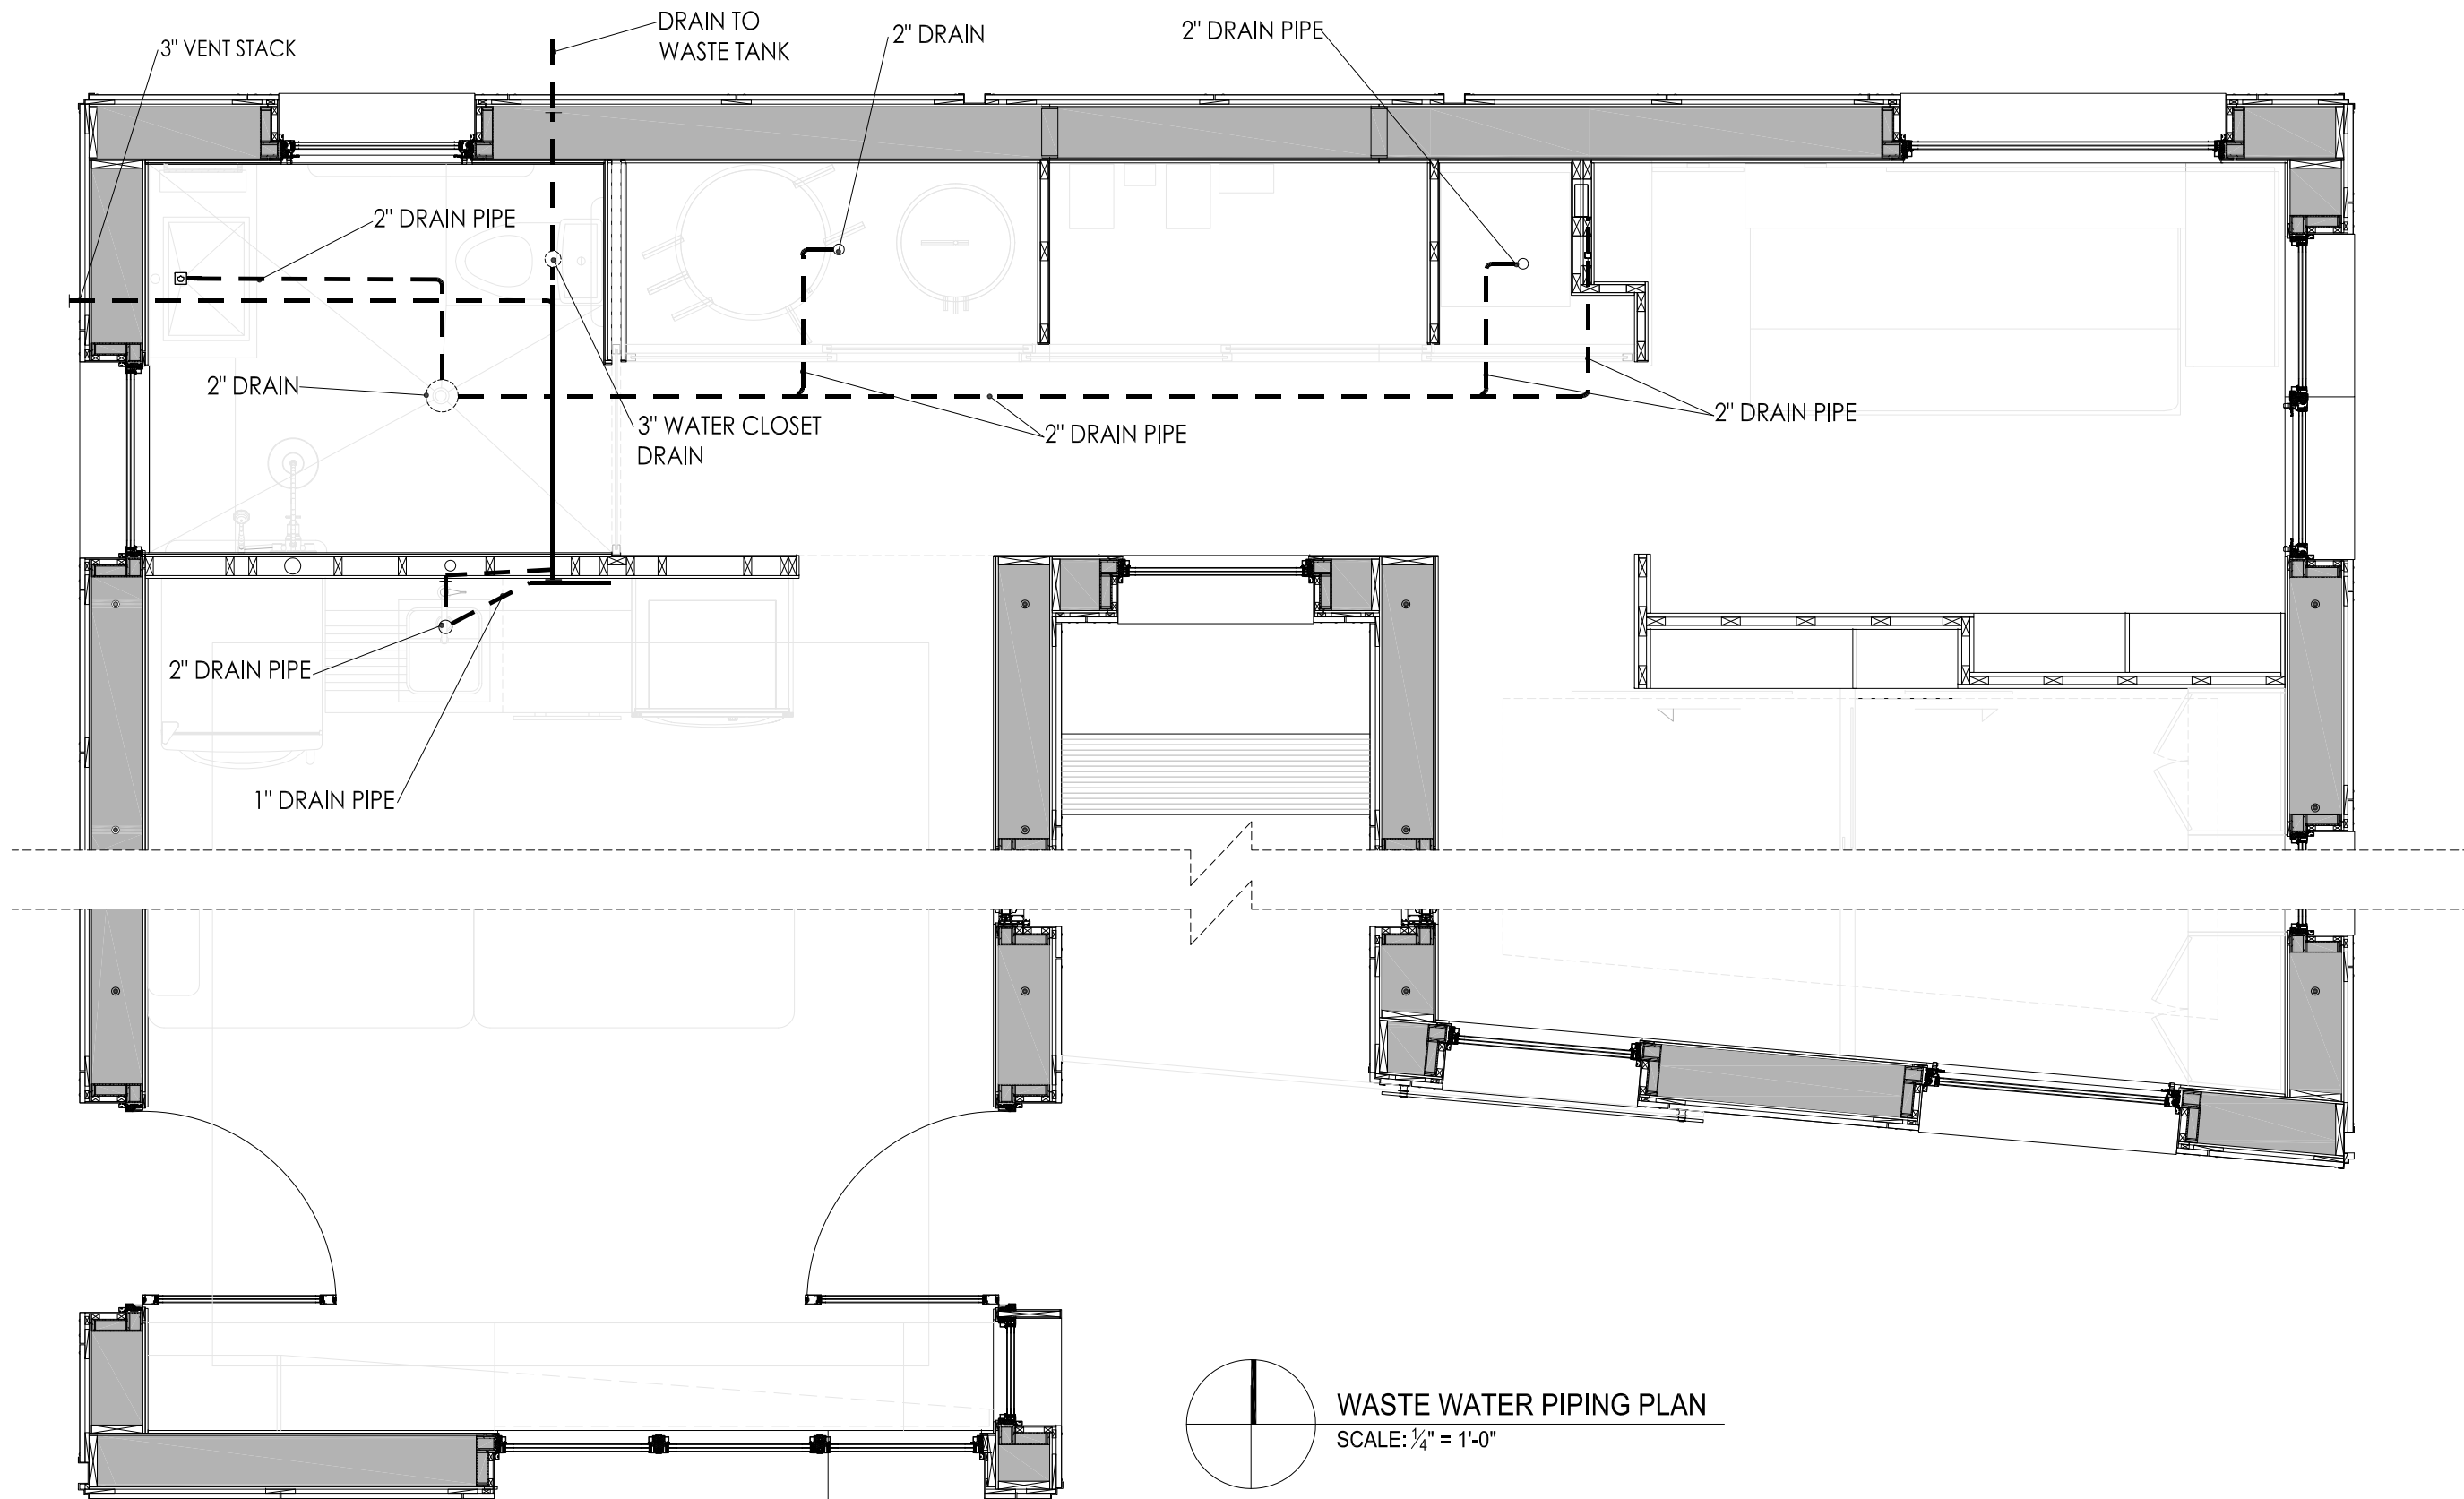 DRAIN TO
WASTE TANK
3" VENT STACK
2" DRAIN
2" DRAIN PIPE
2" DRAIN PIPE
2" DRAIN
3" WATER CLOSET
DRAIN
2" DRAIN PIPE
2" DRAIN PIPE
2" DRAIN PIPE
1" DRAIN PIPE
WASTE WATER PIPING PLAN
SCALE: ¼" = 1'-0"